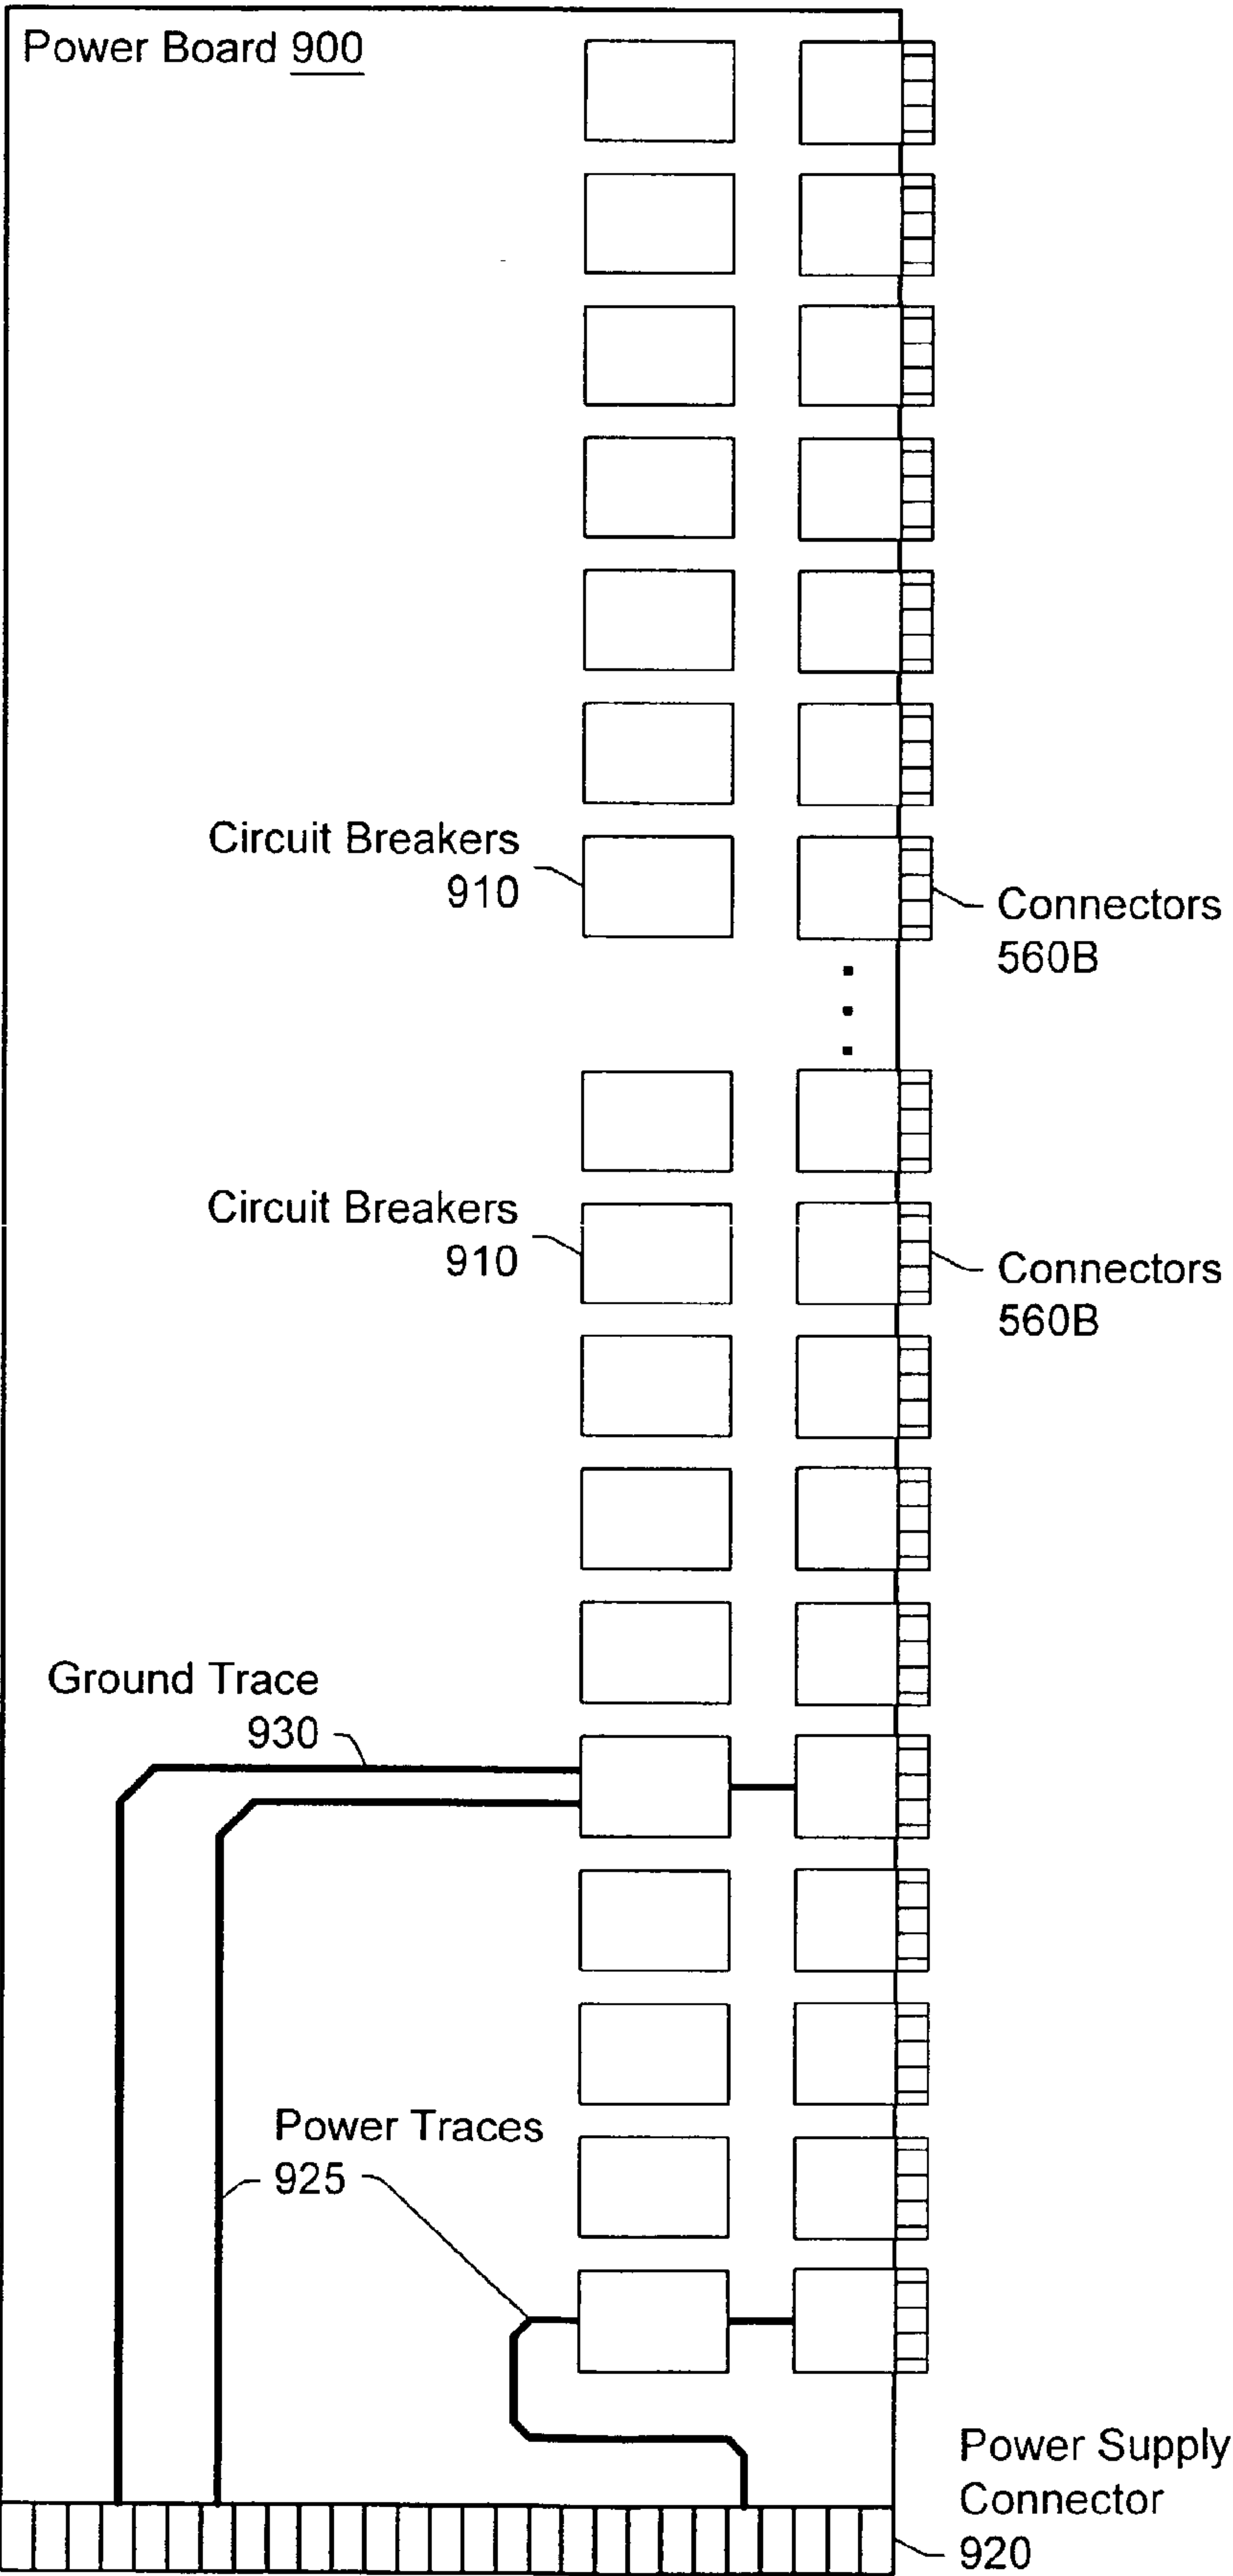 Power Board 900
Circuit Breakers
910
Connectors
560B
Circuit Breakers
910
Connectors
560B
Ground Trace
930
Power Traces
925
Power Supply
Connector
920